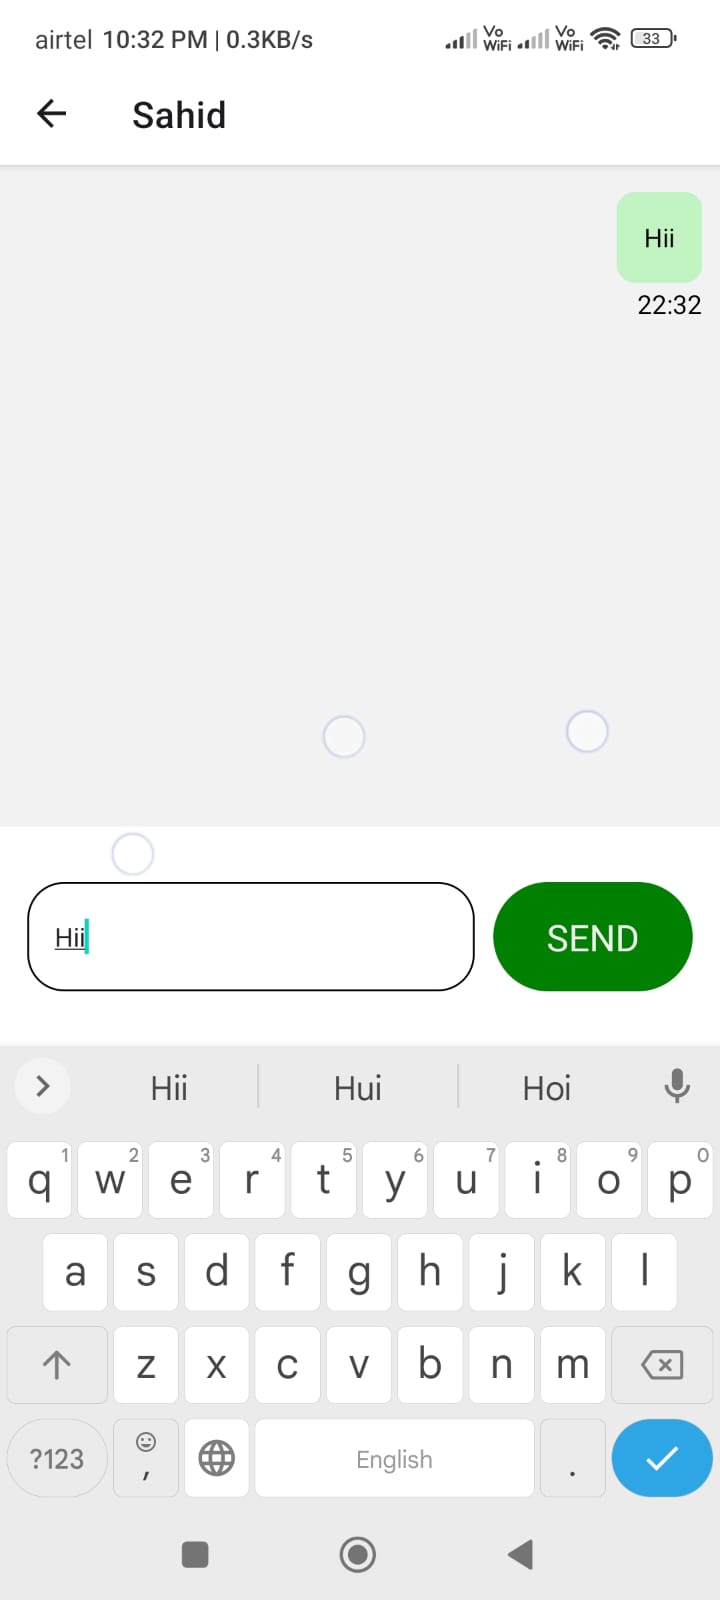 airtel 10:32 PM | 0.3KB/s Vo WiFi Vo WiFi 33
Sahid
Hii
22:32
Hii
SEND
Hii Hui Hoi
1 2 3 4 5 6 7 8 9 0
q w e r t y u i o p
a s d f g h j k l
z x c v b n m
?123 , English .